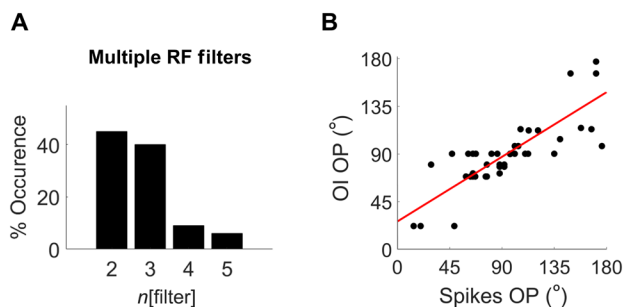 A
Multiple RF filters
% Occurence
40
20
0
2 3 4 5
n[filter]
B
OI OP (°)
180
135
90
45
0
0 45 90 135 180
Spikes OP (°)